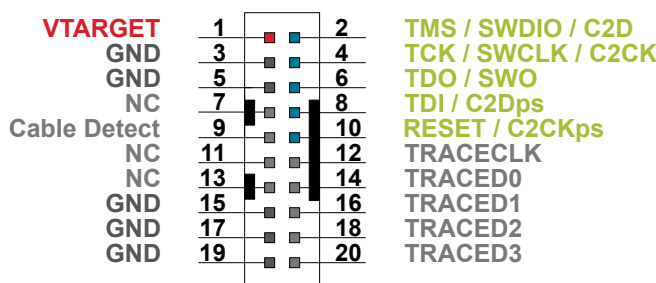 VTARGET 1 2 TMS / SWDIO / C2D
GND 3 4 TCK / SWCLK / C2CK
GND 5 6 TDO / SWO
NC 7 8 TDI / C2Dps
Cable Detect 9 10 RESET / C2CKps
NC 11 12 TRACECLK
NC 13 14 TRACED0
GND 15 16 TRACED1
GND 17 18 TRACED2
GND 19 20 TRACED3